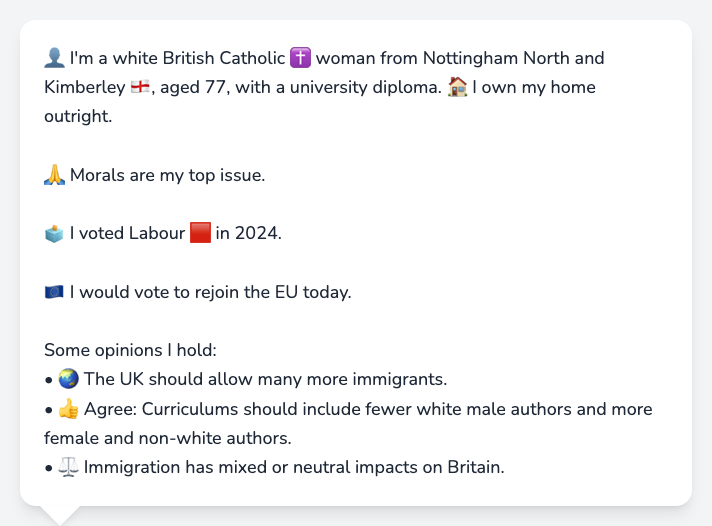 👤 I'm a white British Catholic ✝️ woman from Nottingham North and
Kimberley 🏴󠁧󠁢󠁥󠁮󠁧󠁿, aged 77, with a university diploma. 🏠 I own my home
outright.
🙏 Morals are my top issue.
🗳️ I voted Labour 🟥 in 2024.
🇪🇺 I would vote to rejoin the EU today.
Some opinions I hold:
• 🌏 The UK should allow many more immigrants.
• 👍 Agree: Curriculums should include fewer white male authors and more
female and non-white authors.
• ⚖️ Immigration has mixed or neutral impacts on Britain.